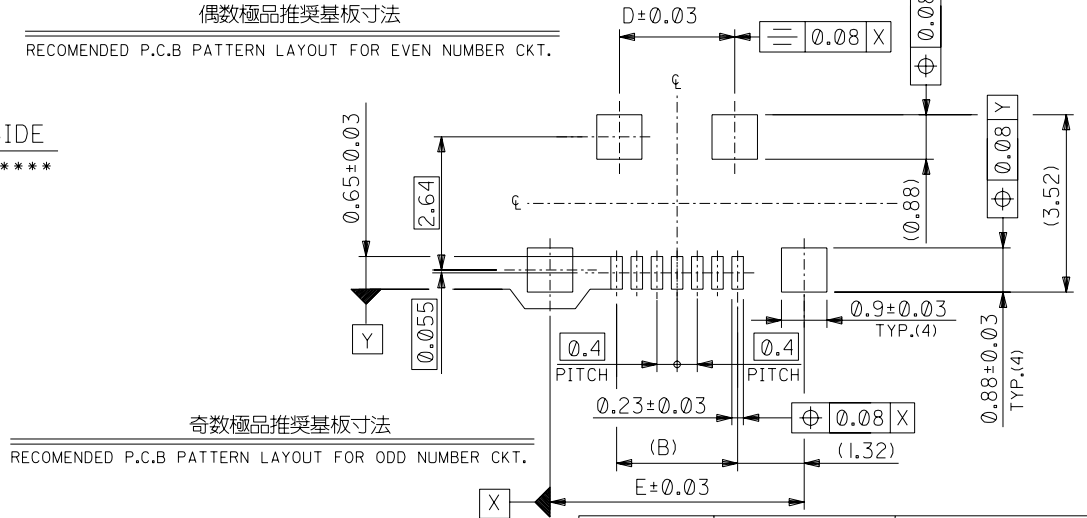 偶数極品推奨基板寸法
RECOMENDED P.C.B PATTERN LAYOUT FOR EVEN NUMBER CKT.
IDE
****
D±0.03
0.08 X
0.08
℄
0.65±0.03
2.64
℄
(0.88)
0.08 Y
(3.52)
0.055
Y
0.4
PITCH
0.4
PITCH
0.9±0.03
TYP.(4)
0.88±0.03
TYP.(4)
0.23±0.03
0.08 X
(B)
(1.32)
E±0.03
X
奇数極品推奨基板寸法
RECOMENDED P.C.B PATTERN LAYOUT FOR ODD NUMBER CKT.